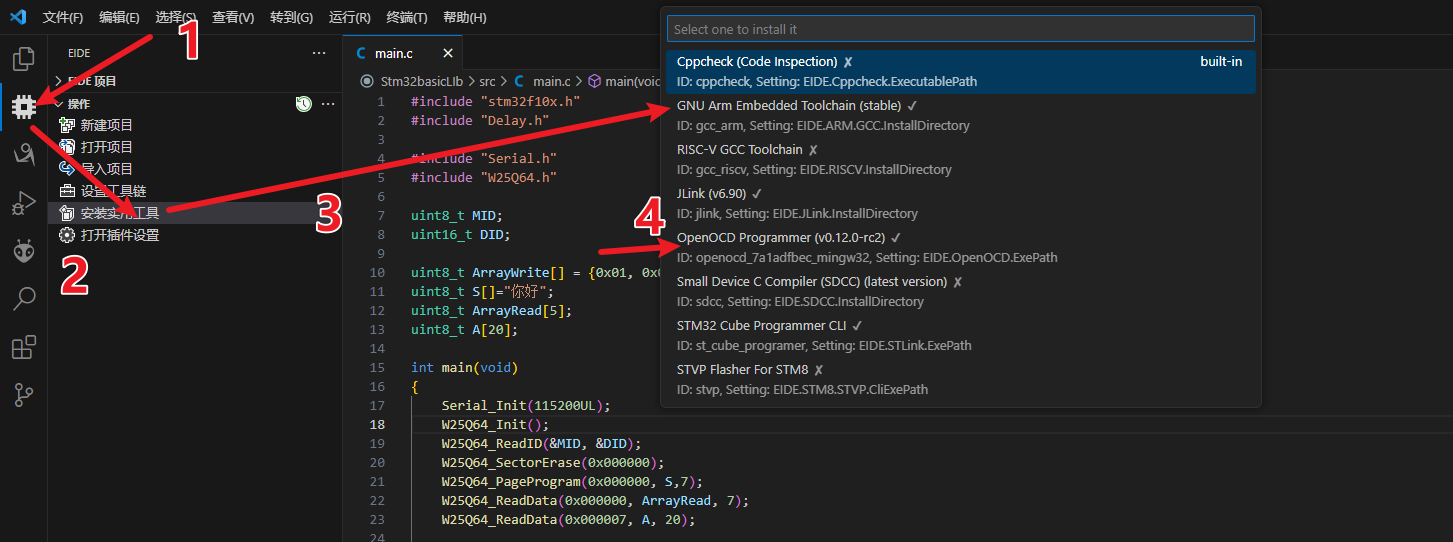 文件(F) 编辑(E) 选择(S) 查看(V) 转到(G) 运行(R) 终端(T) 帮助(H)
1
EIDE
EIDE 项目
操作
新建项目
打开项目
导入项目
设置工具链
安装实用工具
打开插件设置
2
3
4
main.c
Stm32basicLIb > src > main.c > main(voi
1 #include "stm32f10x.h"
2 #include "Delay.h"
3
4 #include "Serial.h"
5 #include "W25Q64.h"
6
7 uint8_t MID;
8 uint16_t DID;
9
10 uint8_t ArrayWrite[] = {0x01, 0x0
11 uint8_t S[]="你好";
12 uint8_t ArrayRead[5];
13 uint8_t A[20];
14
15 int main(void)
16 {
17 Serial_Init(115200UL);
18 W25Q64_Init();
19 W25Q64_ReadID(&MID, &DID);
20 W25Q64_SectorErase(0x000000);
21 W25Q64_PageProgram(0x000000, S,7);
22 W25Q64_ReadData(0x000000, ArrayRead, 7);
23 W25Q64_ReadData(0x000007, A, 20);
24
Select one to install it
Cppcheck (Code Inspection) ✗ built-in
ID: cppcheck, Setting: EIDE.Cppcheck.ExecutablePath
GNU Arm Embedded Toolchain (stable) ✓
ID: gcc_arm, Setting: EIDE.ARM.GCC.InstallDirectory
RISC-V GCC Toolchain ✗
ID: gcc_riscv, Setting: EIDE.RISCV.InstallDirectory
JLink (v6.90) ✓
ID: jlink, Setting: EIDEJLink.InstallDirectory
OpenOCD Programmer (v0.12.0-rc2) ✓
ID: openocd_7a1adfbec_mingw32, Setting: EIDE.OpenOCD.ExePath
Small Device C Compiler (SDCC) (latest version) ✗
ID: sdcc, Setting: EIDE.SDCC.InstallDirectory
STM32 Cube Programmer CLI ✓
ID: st_cube_programer, Setting: EIDE.STLink.ExePath
STVP Flasher For STM8 ✗
ID: stvp, Setting: EIDE.STM8.STVP.CliExePath